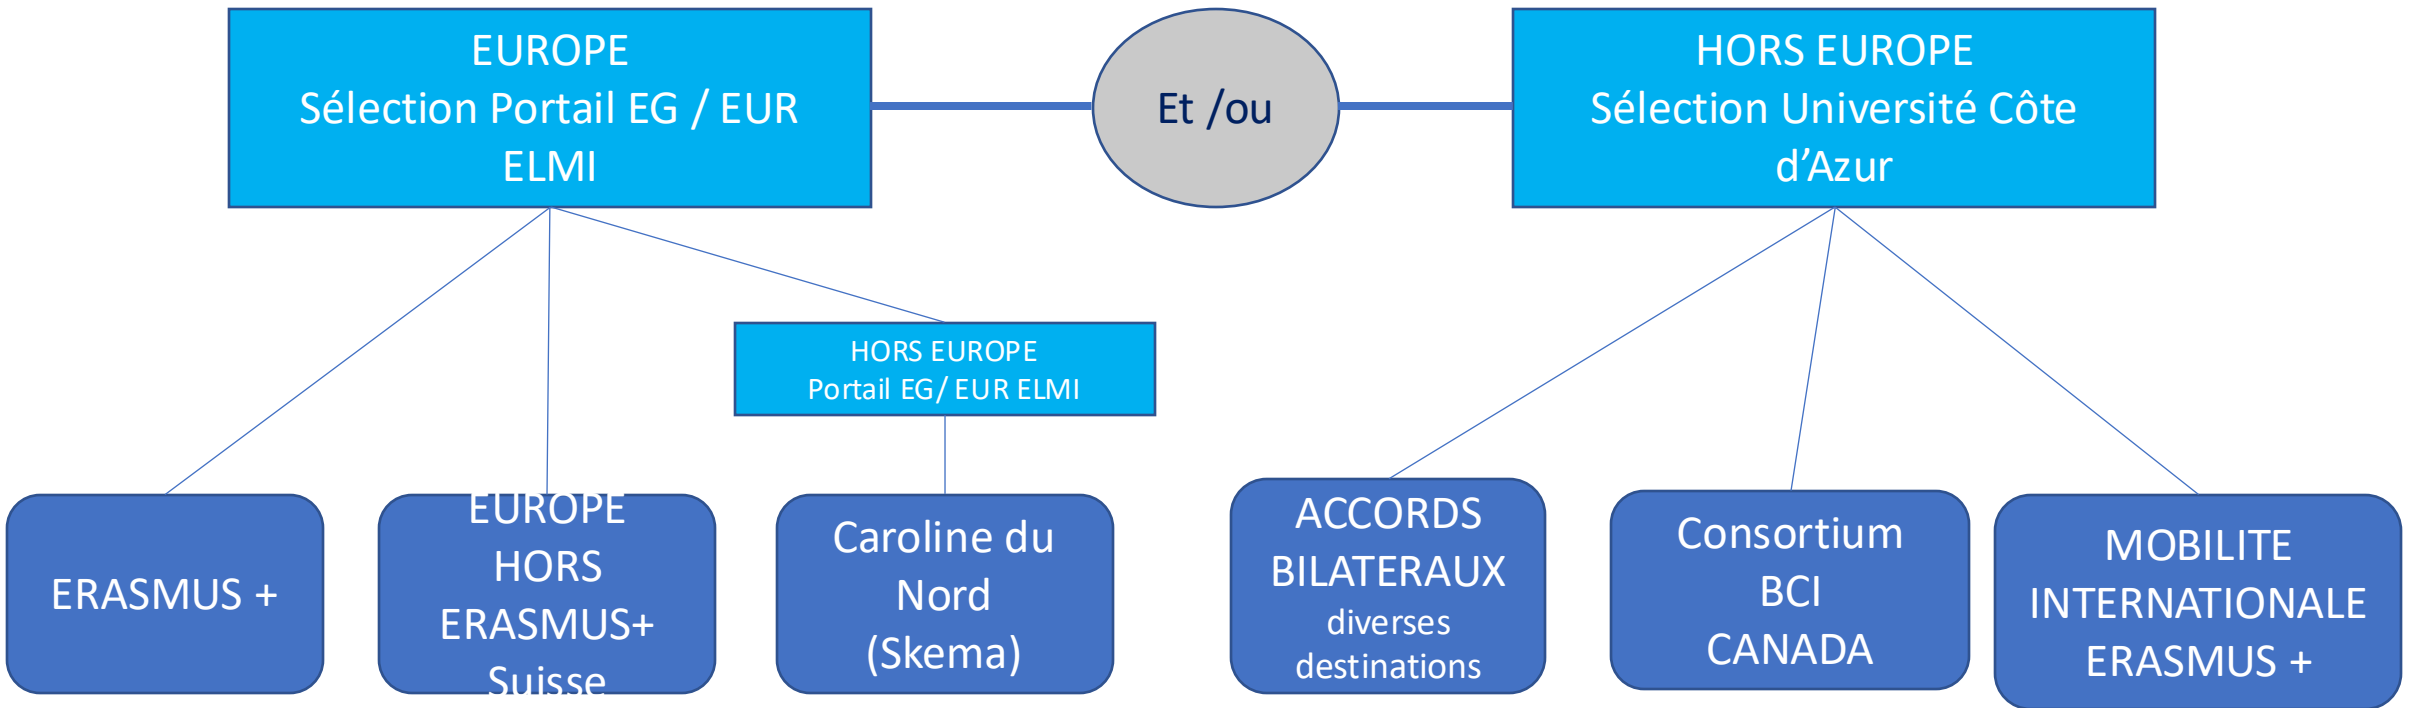 EUROPE
Sélection Portail EG / EUR
ELMI
Et /ou
HORS EUROPE
Sélection Université Côte
d’Azur
HORS EUROPE
Portail EG/ EUR ELMI
ERASMUS +
EUROPE
HORS
ERASMUS+
Suisse
Caroline du
Nord
(Skema)
ACCORDS
BILATERAUX
diverses
destinations
Consortium
BCI
CANADA
MOBILITE
INTERNATIONALE
ERASMUS +